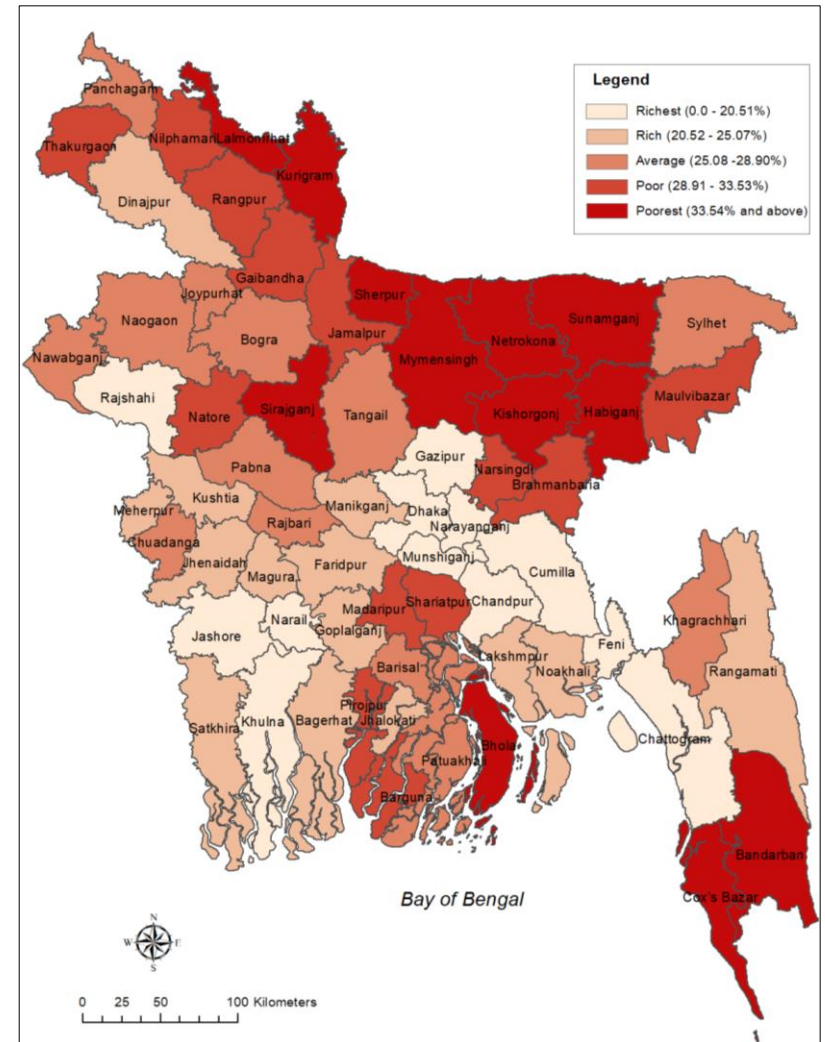 Legend
Richest (0.0 - 20.51%)
Rich (20.52 - 25.07%)
Average (25.08 -28.90%)
Poor (28.91 - 33.53%)
Poorest (33.54% and above)
Panchagam
Thakurgaon
Nilphamari
Lalmonirhat
Kurigram
Dinajpur
Rangpur
Gaibandha
Joypurhat
Sherpur
Naogaon
Bogra
Jamalpur
Mymensingh
Netrokona
Sunamganj
Sylhet
Nawabganj
Rajshahi
Natore
Sirajganj
Tangail
Kishorgonj
Habiganj
Maulvibazar
Gazipur
Narsingdi
Brahmanbaria
Pabna
Kushtia
Meherpur
Manikganj
Dhaka
Narayanganj
Rajbari
Chuadanga
Jhenaidah
Magura
Faridpur
Munshiganj
Cumilla
Madaripur
Shariatpur
Chandpur
Jashore
Narail
Goplalganj
Khagrachhari
Feni
Rangamati
Barisal
Lakshmpur
Noakhali
Satkhira
Khulna
Bagerhat
Pirojpur
Jhalokati
Bhola
Chattogram
Patuakhali
Barguna
Bandarban
Cox's Bazar
Bay of Bengal
N
W
E
S
0 25 50 100 Kilometers